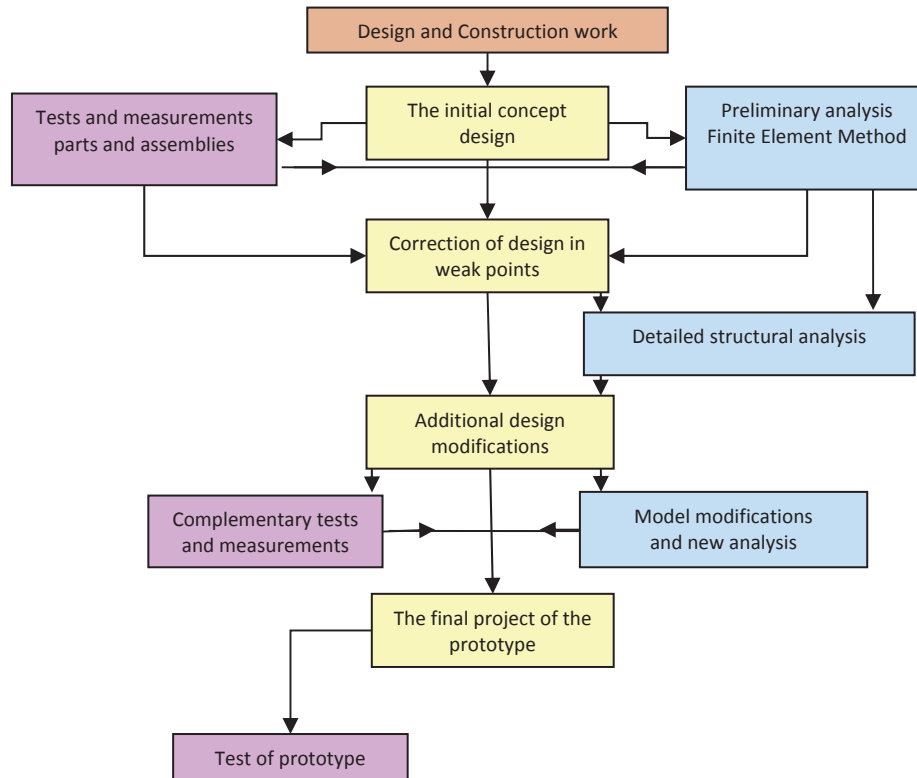 Design and Construction work
Tests and measurements
parts and assemblies
The initial concept
design
Preliminary analysis
Finite Element Method
Correction of design in
weak points
Detailed structural analysis
Additional design
modifications
Complementary tests
and measurements
Model modifications
and new analysis
The final project of the
prototype
Test of prototype